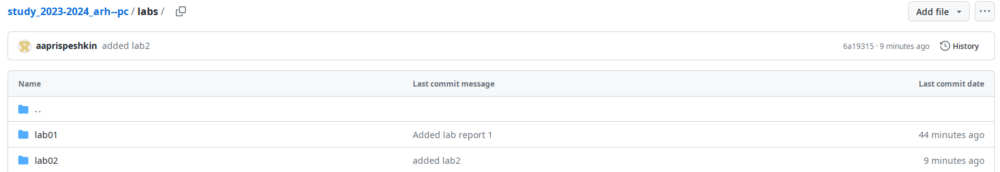 study_2023-2024_arh--pc / labs /
Add file
...
aaprispeshkin added lab2
6a19315 · 9 minutes ago
History
Name Last commit message Last commit date
..
lab01 Added lab report 1 44 minutes ago
lab02 added lab2 9 minutes ago